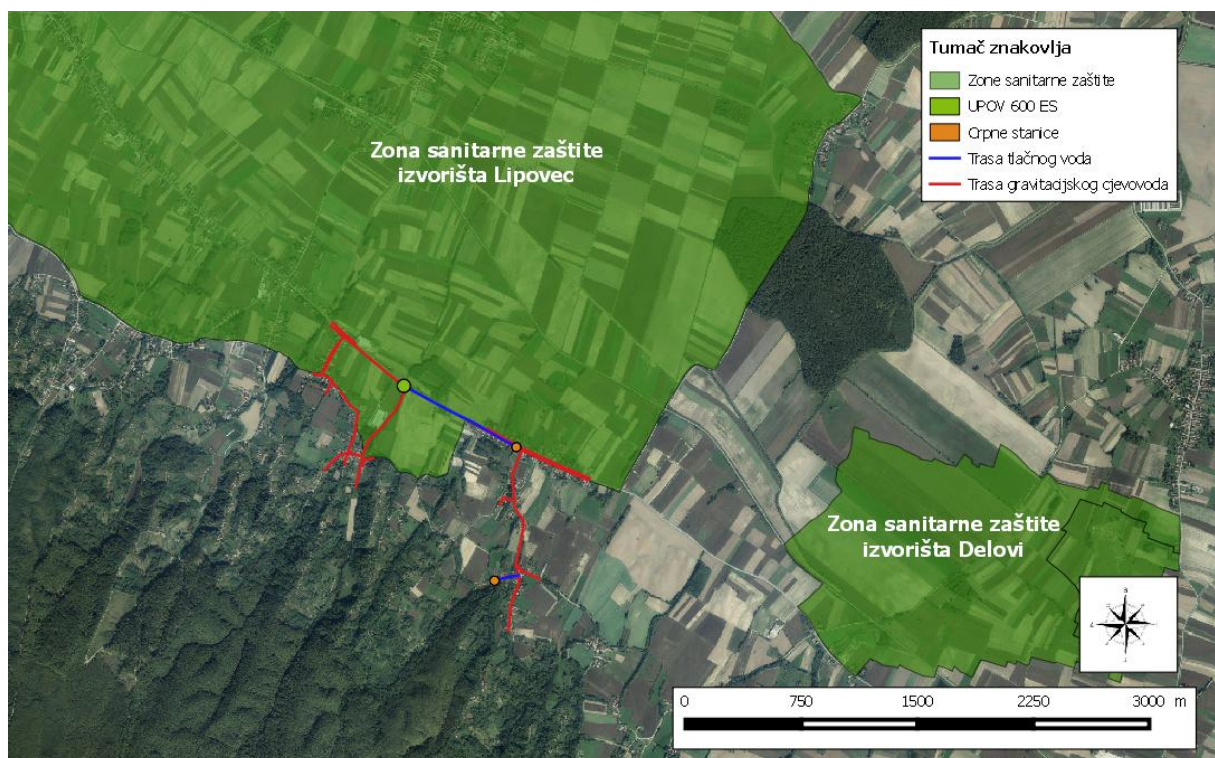 Tumač znakovlja
Zone sanitarne zaštite
UPOV 600 ES
Crpne stanice
Trasa tlačnog voda
Trasa gravitacijskog cjevovoda
Zona sanitarne zaštite
izvorišta Lipovec
Zona sanitarne zaštite
izvorišta Delovi
0 750 1500 2250 3000 m